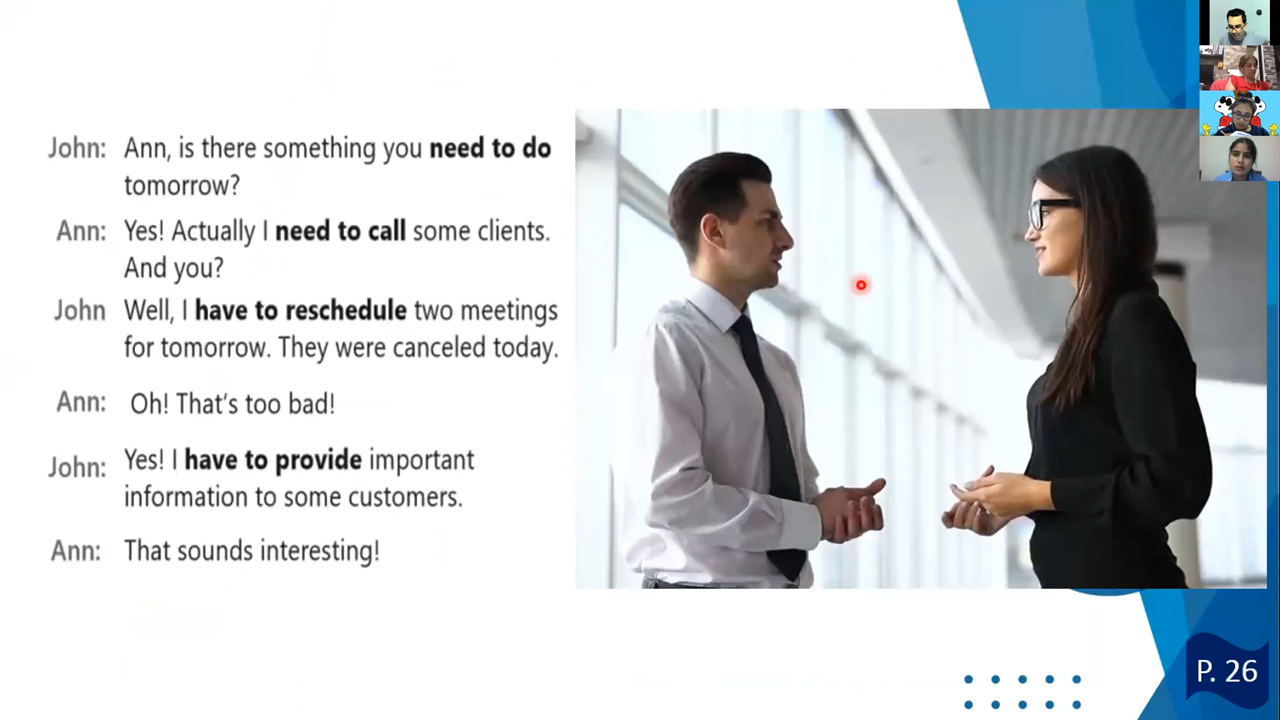 John: Ann, is there something you need to do
tomorrow?
Ann: Yes! Actually I need to call some clients.
And you?
John Well, I have to reschedule two meetings
for tomorrow. They were canceled today.
Ann: Oh! That's too bad!
John: Yes! I have to provide important
information to some customers.
Ann: That sounds interesting!
P. 26